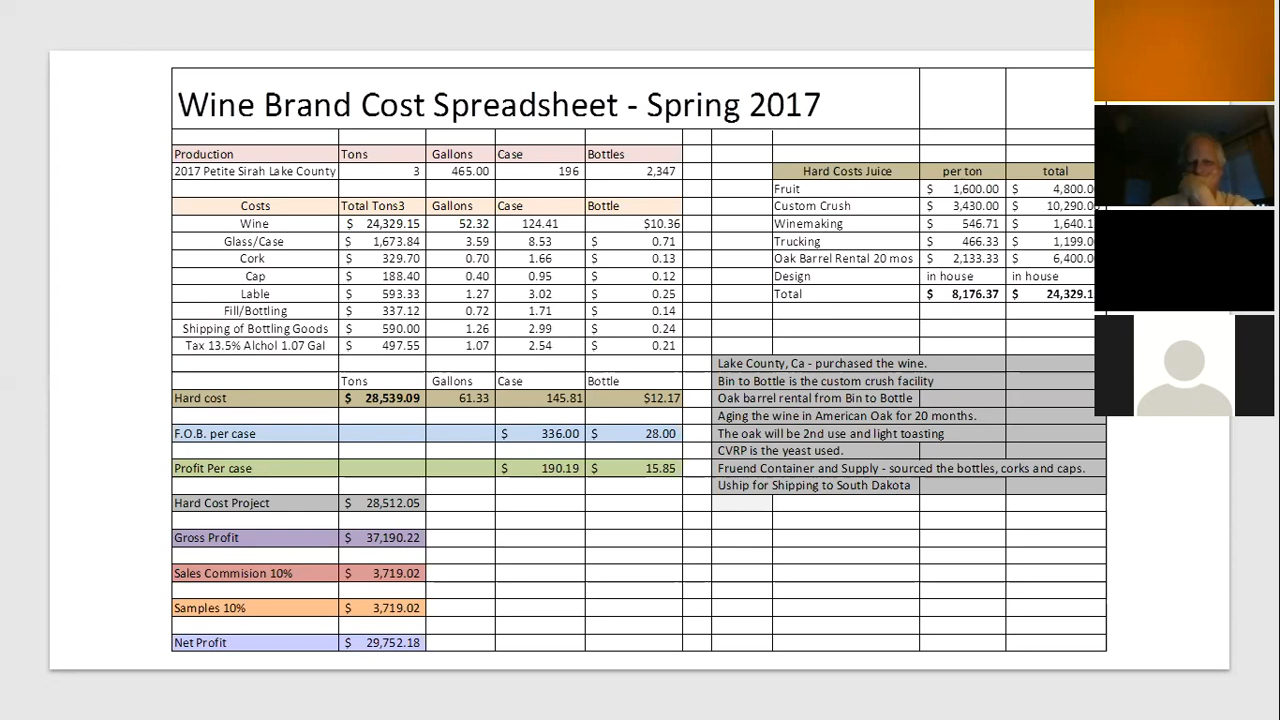 Wine Brand Cost Spreadsheet - Spring 2017
Production Tons Gallons Case Bottles
2017 Petite Sirah Lake County 3 465.00 196 2,347
Costs Total Tons3 Gallons Case Bottle
Wine $ 24,329.15 52.32 124.41 $10.36
Glass/Case $ 1,673.84 3.59 8.53 $ 0.71
Cork $ 329.70 0.70 1.66 $ 0.13
Cap $ 188.40 0.40 0.95 $ 0.12
Lable $ 593.33 1.27 3.02 $ 0.25
Fill/Bottling $ 337.12 0.72 1.71 $ 0.14
Shipping of Bottling Goods $ 590.00 1.26 2.99 $ 0.24
Tax 13.5% Alchol 1.07 Gal $ 497.55 1.07 2.54 $ 0.21
Tons Gallons Case Bottle
Hard cost $ 28,539.09 61.33 145.81 $12.17
F.O.B. per case $ 336.00 $ 28.00
Profit Per case $ 190.19 $ 15.85
Hard Cost Project $ 28,512.05
Gross Profit $ 37,190.22
Sales Commision 10% $ 3,719.02
Samples 10% $ 3,719.02
Net Profit $ 29,752.18
Hard Costs Juice per ton total
Fruit $ 1,600.00 $ 4,800.0
Custom Crush $ 3,430.00 $ 10,290.0
Winemaking $ 546.71 $ 1,640.1
Trucking $ 466.33 $ 1,199.0
Oak Barrel Rental 20 mos $ 2,133.33 $ 6,400.0
Design in house in house
Total $ 8,176.37 $ 24,329.1
Lake County, Ca - purchased the wine.
Bin to Bottle is the custom crush facility
Oak barrel rental from Bin to Bottle
Aging the wine in American Oak for 20 months.
The oak will be 2nd use and light toasting
CVRP is the yeast used.
Fruend Container and Supply - sourced the bottles, corks and caps.
Uship for Shipping to South Dakota